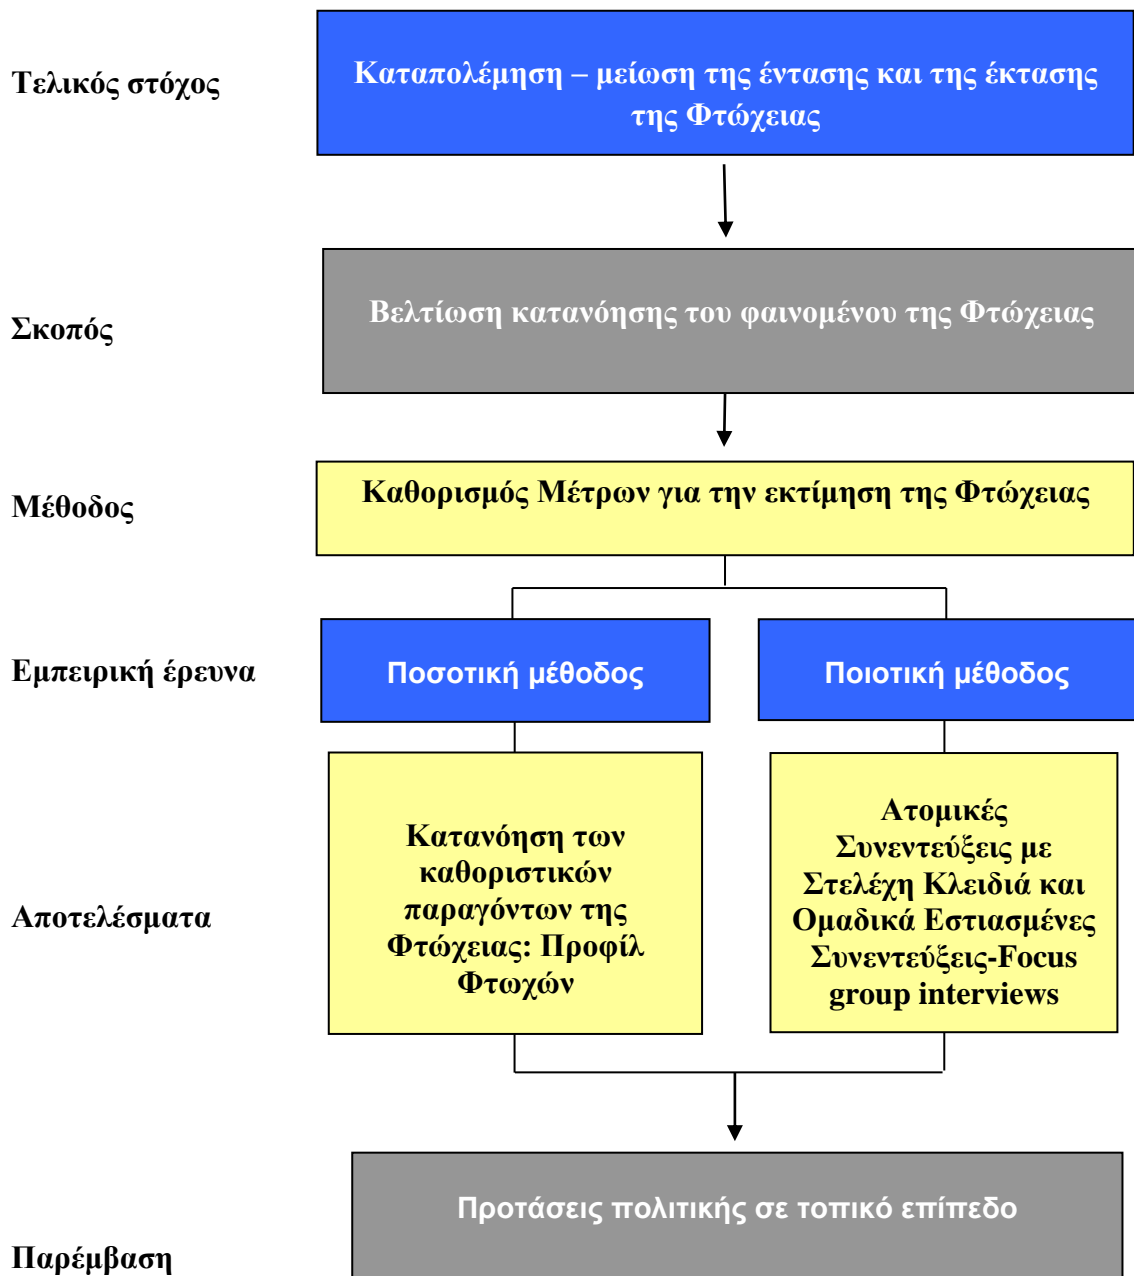 Τελικός στόχος
Καταπολέμηση – μείωση της έντασης και της έκτασης
της Φτώχειας
Σκοπός
Βελτίωση κατανόησης του φαινομένου της Φτώχειας
Μέθοδος
Καθορισμός Μέτρων για την εκτίμηση της Φτώχειας
Εμπειρική έρευνα
Ποσοτική μέθοδος
Ποιοτική μέθοδος
Αποτελέσματα
Κατανόηση των
καθοριστικών
παραγόντων της
Φτώχειας: Προφίλ
Φτωχών
Ατομικές
Συνεντεύξεις με
Στελέχη Κλειδιά και
Ομαδικά Εστιασμένες
Συνεντεύξεις-Focus
group interviews
Παρέμβαση
Προτάσεις πολιτικής σε τοπικό επίπεδο